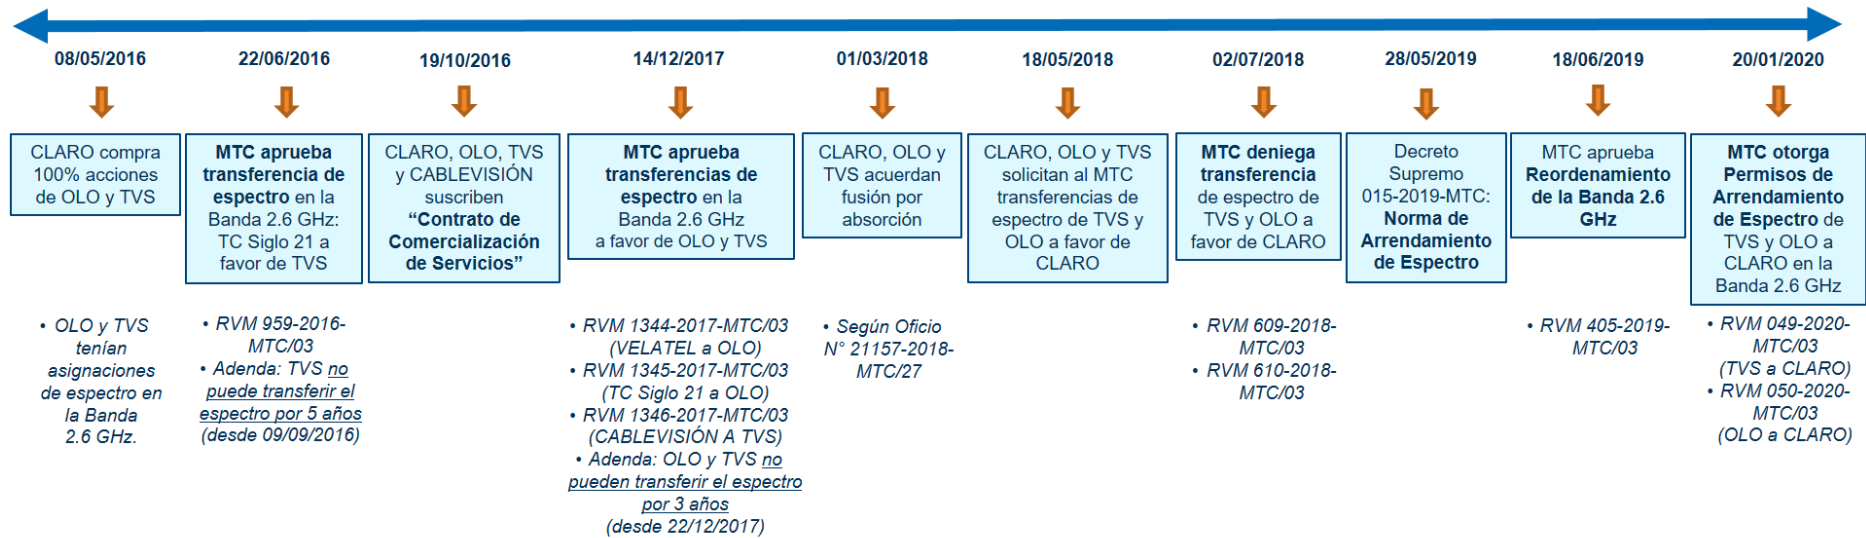 08/05/2016
22/06/2016
19/10/2016
14/12/2017
01/03/2018
18/05/2018
02/07/2018
28/05/2019
18/06/2019
20/01/2020
CLARO compra
100% acciones
de OLO y TVS
MTC aprueba
transferencia de
espectro en la
Banda 2.6 GHz:
TC Siglo 21 a
favor de TVS
CLARO, OLO, TVS
y CABLEVISIÓN
suscriben
“Contrato de
Comercialización
de Servicios”
MTC aprueba
transferencias de
espectro en la
Banda 2.6 GHz
a favor de OLO y TVS
CLARO, OLO y
TVS acuerdan
fusión por
absorción
CLARO, OLO y TVS
solicitan al MTC
transferencias de
espectro de TVS y
OLO a favor de
CLARO
MTC deniega
transferencia
de espectro de
TVS y OLO a
favor de CLARO
Decreto
Supremo
015-2019-MTC:
Norma de
Arrendamiento
de Espectro
MTC aprueba
Reordenamiento
de la Banda 2.6
GHz
MTC otorga
Permisos de
Arrendamiento
de Espectro de
TVS y OLO a
CLARO en la
Banda 2.6 GHz
• OLO y TVS
tenían
asignaciones
de espectro en
la Banda
2.6 GHz.
• RVM 959-2016-
MTC/03
• Adenda: TVS no
puede transferir el
espectro por 5 años
(desde 09/09/2016)
• RVM 1344-2017-MTC/03
(VELATEL a OLO)
• RVM 1345-2017-MTC/03
(TC Siglo 21 a OLO)
• RVM 1346-2017-MTC/03
(CABLEVISIÓN A TVS)
• Adenda: OLO y TVS no
pueden transferir el espectro
por 3 años
(desde 22/12/2017)
• Según Oficio
N° 21157-2018-
MTC/27
• RVM 609-2018-
MTC/03
• RVM 610-2018-
MTC/03
• RVM 405-2019-
MTC/03
• RVM 049-2020-
MTC/03
(TVS a CLARO)
• RVM 050-2020-
MTC/03
(OLO a CLARO)